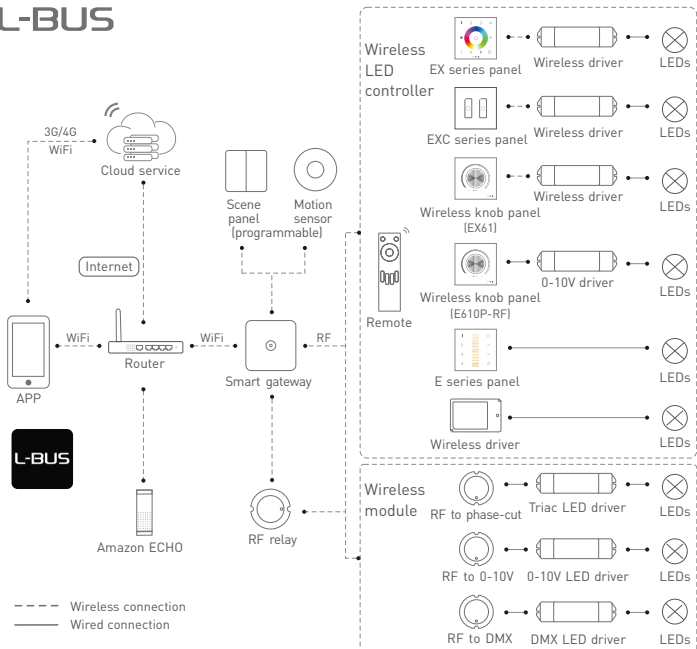 L-BUS
3G/4G
WiFi
Cloud service
Internet
WiFi
APP
Router
WiFi
L-BUS
Amazon ECHO
Scene
panel
Motion
sensor
(programmable)
Smart gateway
RF
RF relay
Wireless connection
Wired connection
Wireless
LED
controller
Remote
EX series panel
Wireless driver
LEDs
EXC series panel
Wireless driver
LEDs
Wireless knob panel
(EX61)
Wireless driver
LEDs
Wireless knob panel
(E610P-RF)
0-10V driver
LEDs
E series panel
LEDs
Wireless driver
LEDs
Wireless
module
RF to phase-cut
Triac LED driver
LEDs
RF to 0-10V
0-10V LED driver
LEDs
RF to DMX
DMX LED driver
LEDs